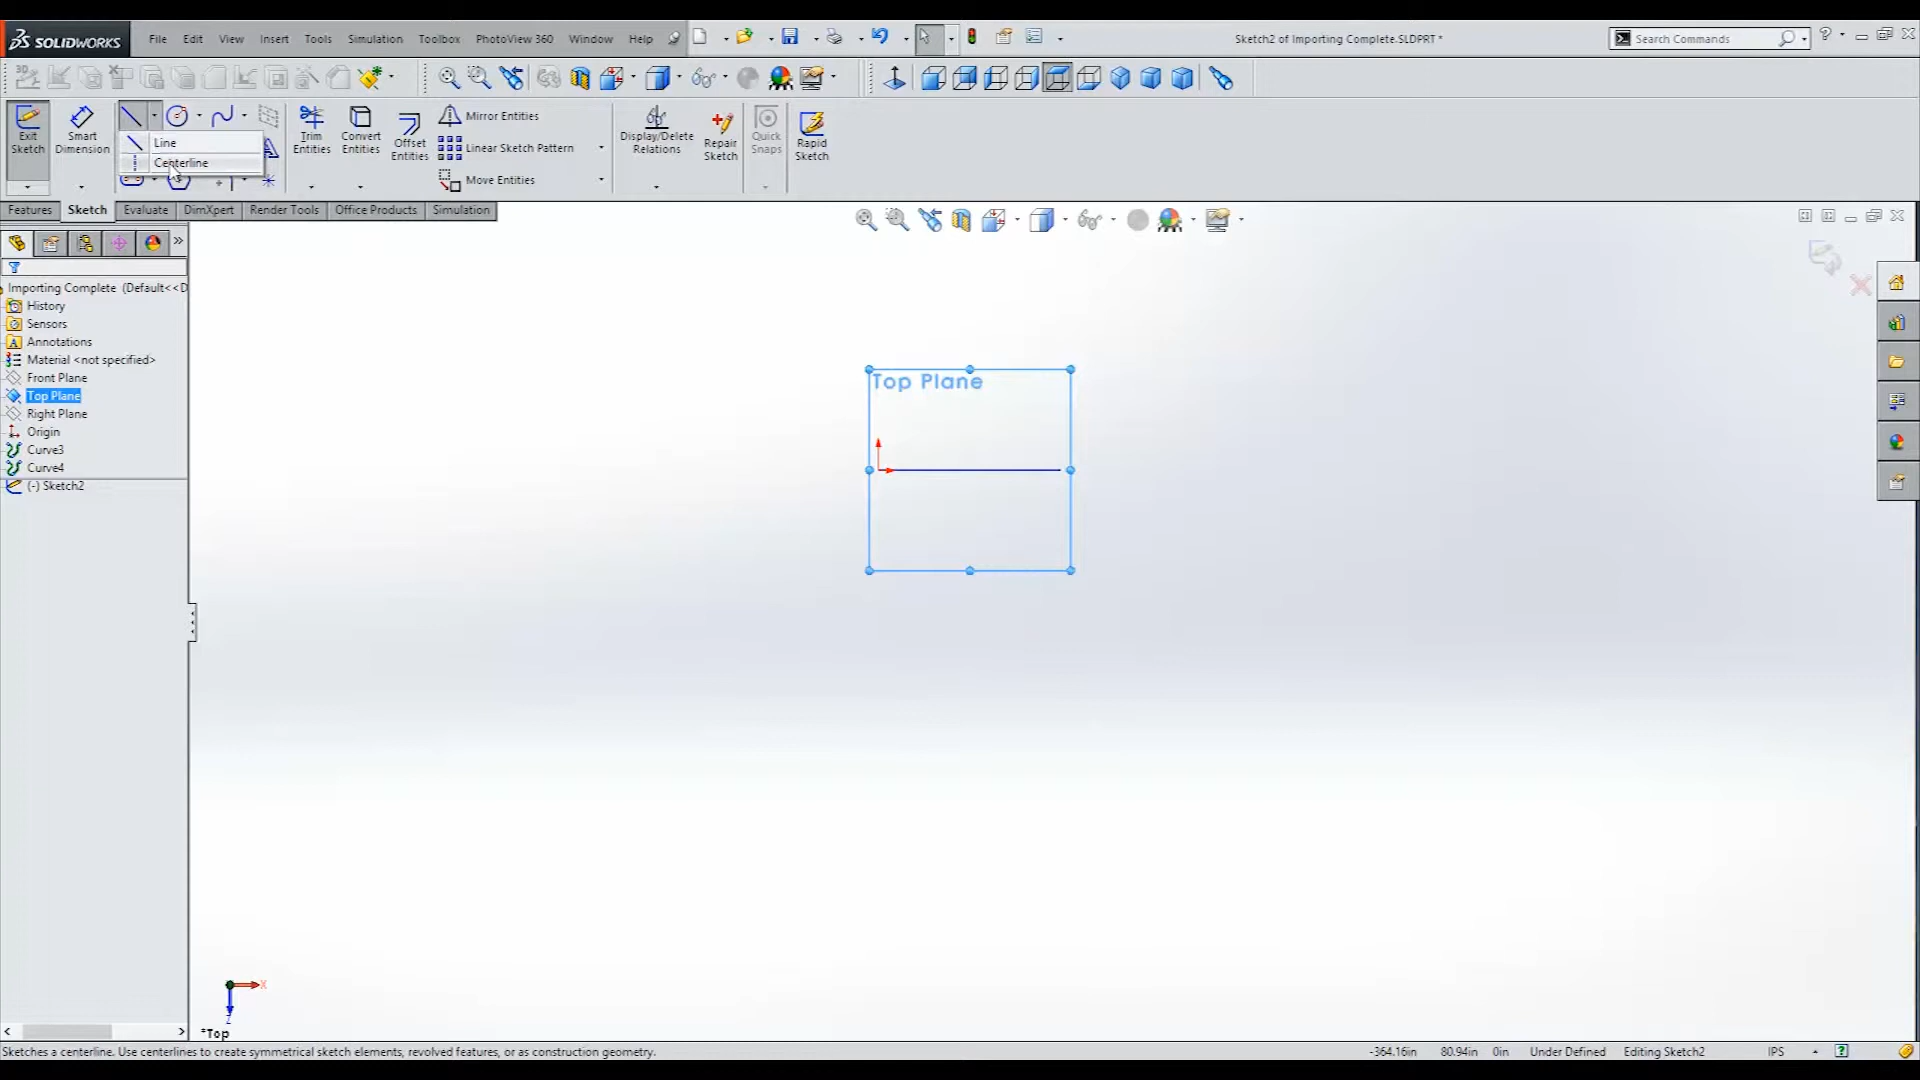 SOLIDWORKS File Edit View Insert Tools Simulation Toolbox PhotoView 360 Window Help Sketch2 of Importing Complete.SLDPRT * Search Commands ?
3D
Exit Sketch
Smart Dimension
Line
Centerline
Trim Entities
Convert Entities
Offset Entities
Mirror Entities
Linear Sketch Pattern
Move Entities
Display/Delete Relations
Repair Sketch
Quick Snaps
Rapid Sketch
Features Sketch Evaluate DimXpert Render Tools Office Products Simulation
Importing Complete (Default<<D
History
Sensors
A Annotations
Material <not specified>
Front Plane
Top Plane
Right Plane
Origin
Curve3
Curve4
(-) Sketch2
Top Plane
X
Z
*Top
Sketches a centerline. Use centerlines to create symmetrical sketch elements, revolved features, or as construction geometry. -364.16in 80.94in 0in Under Defined Editing Sketch2 IPS ?